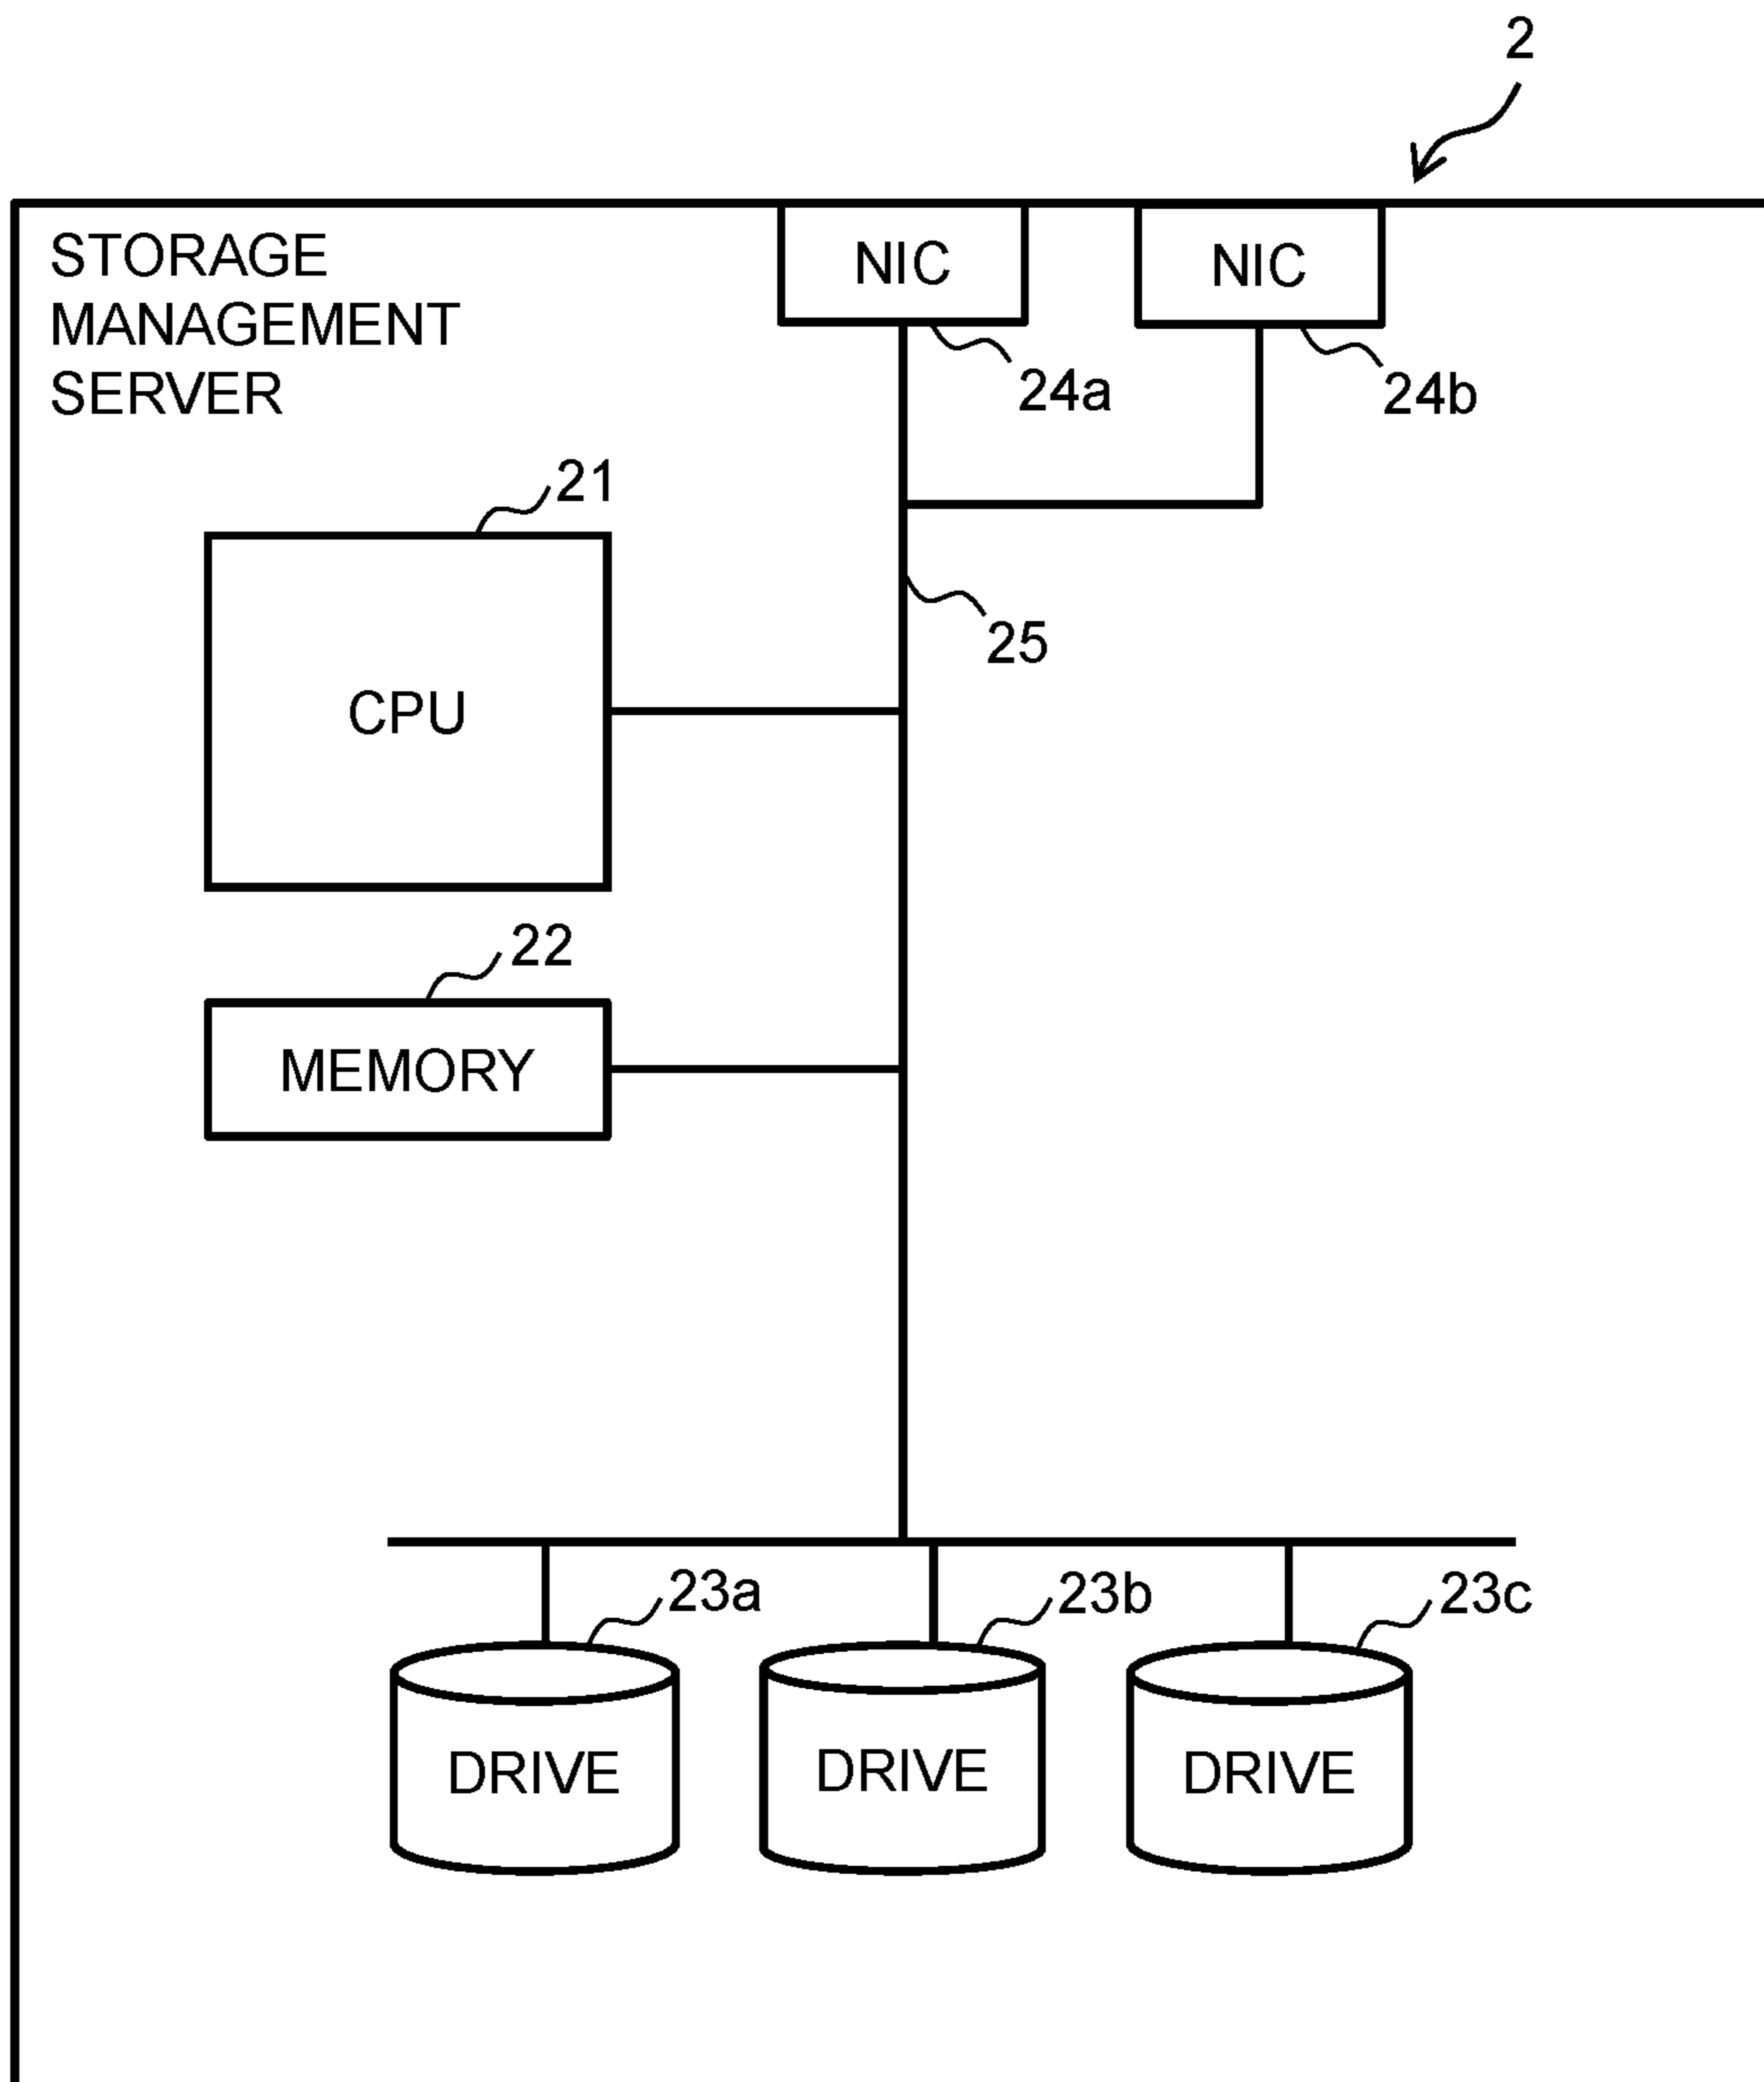 2
STORAGE
MANAGEMENT
SERVER
NIC
NIC
24a
24b
21
25
CPU
22
MEMORY
23a
23b
23c
DRIVE
DRIVE
DRIVE